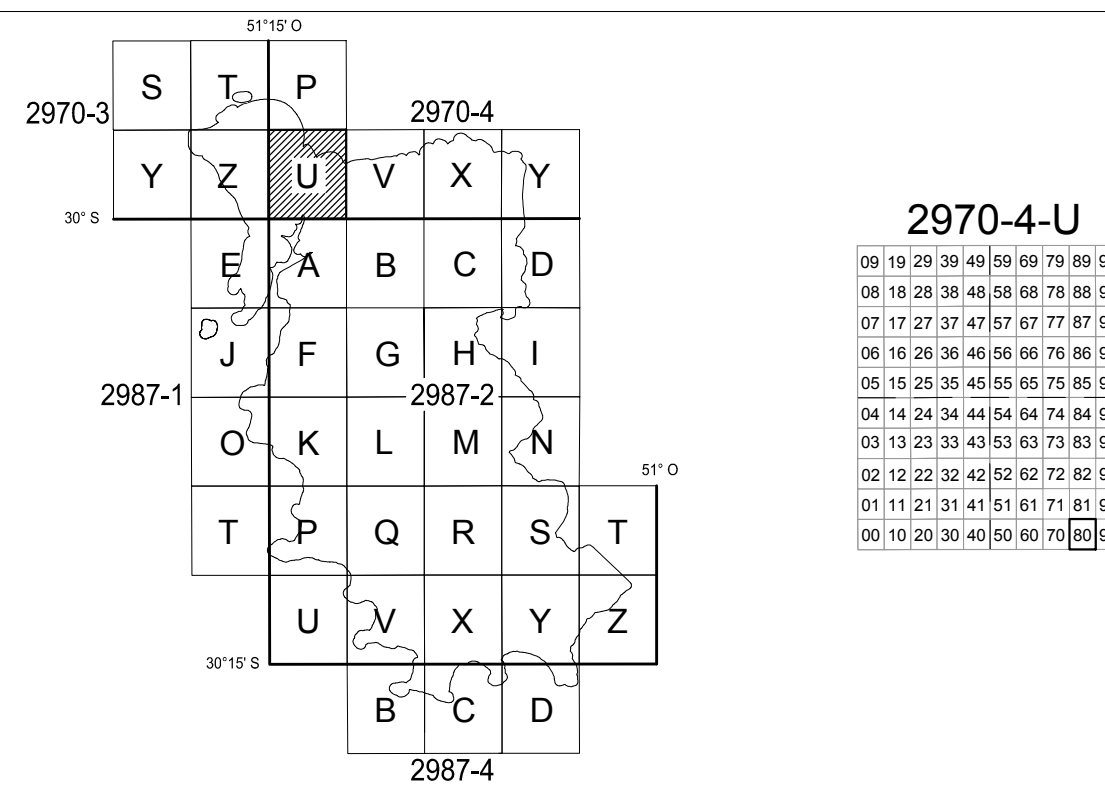 51°15' O
S T P
2970-3
2970-4
Y Z U V X Y
30° S
E A B C D
J F G H I
2987-1
2987-2
O K L M N
51° O
T P Q R S T
U V X Y Z
30°15' S
B C D
2987-4
2970-4-U
09 19 29 39 49 59 69 79 89
08 18 28 38 48 58 68 78 88
07 17 27 37 47 57 67 77 87
06 16 26 36 46 56 66 76 86
05 15 25 35 45 55 65 75 85
04 14 24 34 44 54 64 74 84
03 13 23 33 43 53 63 73 83
02 12 22 32 42 52 62 72 82
01 11 21 31 41 51 61 71 81
00 10 20 30 40 50 60 70 80